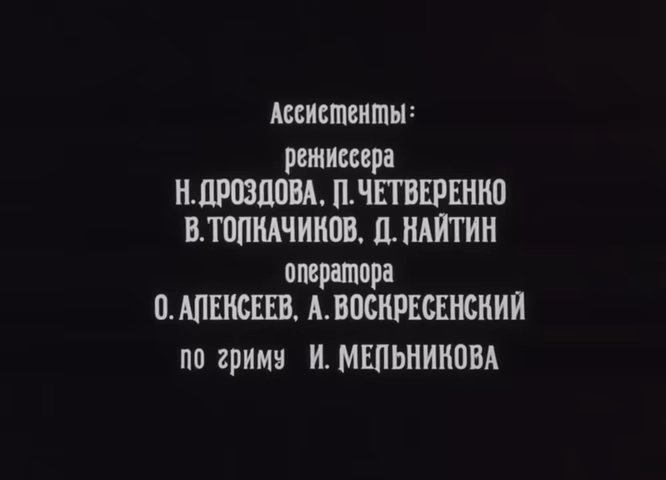 Ассистенты:
режиссера
Н. ДРОЗДОВА, П. ЧЕТВЕРЕНКО
В. ТОЛКАЧИКОВ, Д. НАЙТИН
оператора
О. АЛЕКСЕЕВ, А. ВОСКРЕСЕНСКИЙ
по гриму И. МЕЛЬНИКОВА